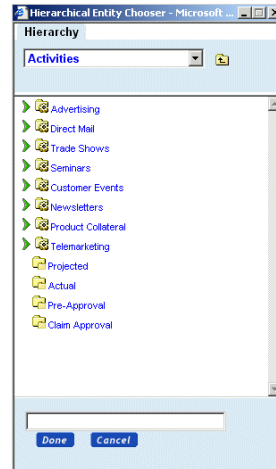 Hierarchical Entity Chooser - Microsoft ...
Hierarchy
Activities
Advertising
Direct Mail
Trade Shows
Seminars
Customer Events
Newsletters
Product Collateral
Telemarketing
Projected
Actual
Pre-Approval
Claim Approval
Done Cancel